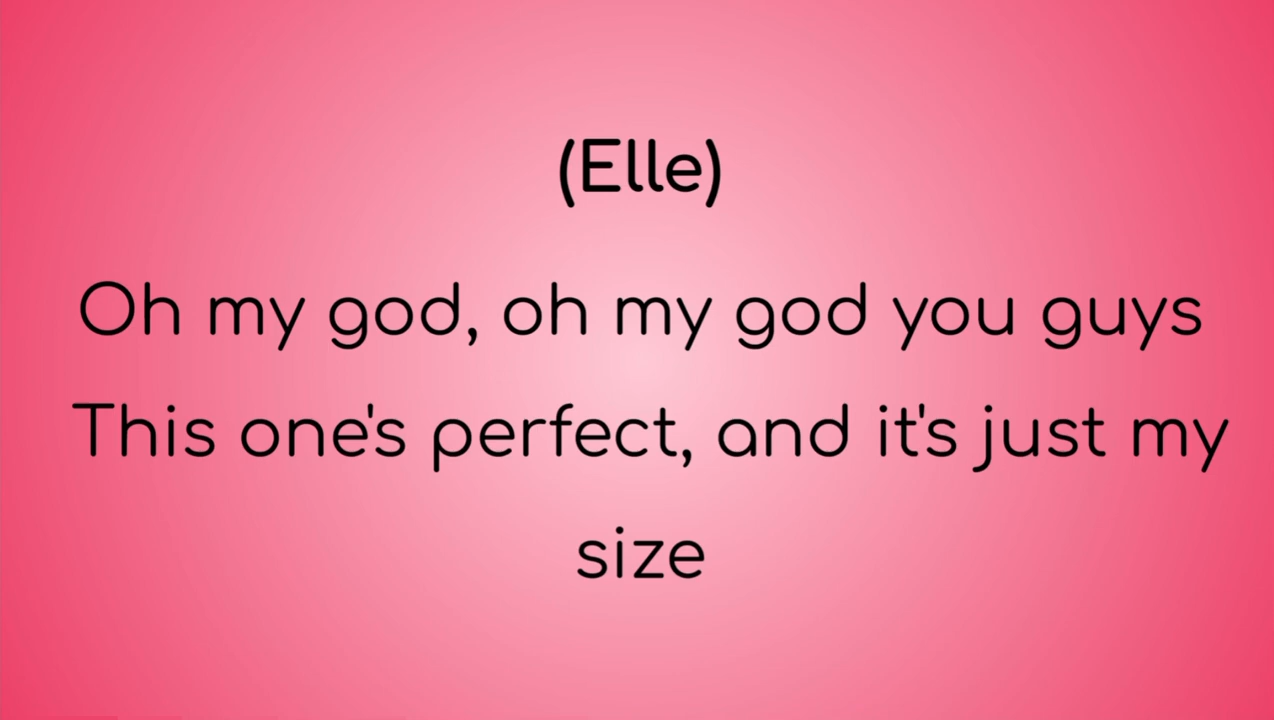 (Elle)
Oh my god, oh my god you guys
This one's perfect, and it's just my
size